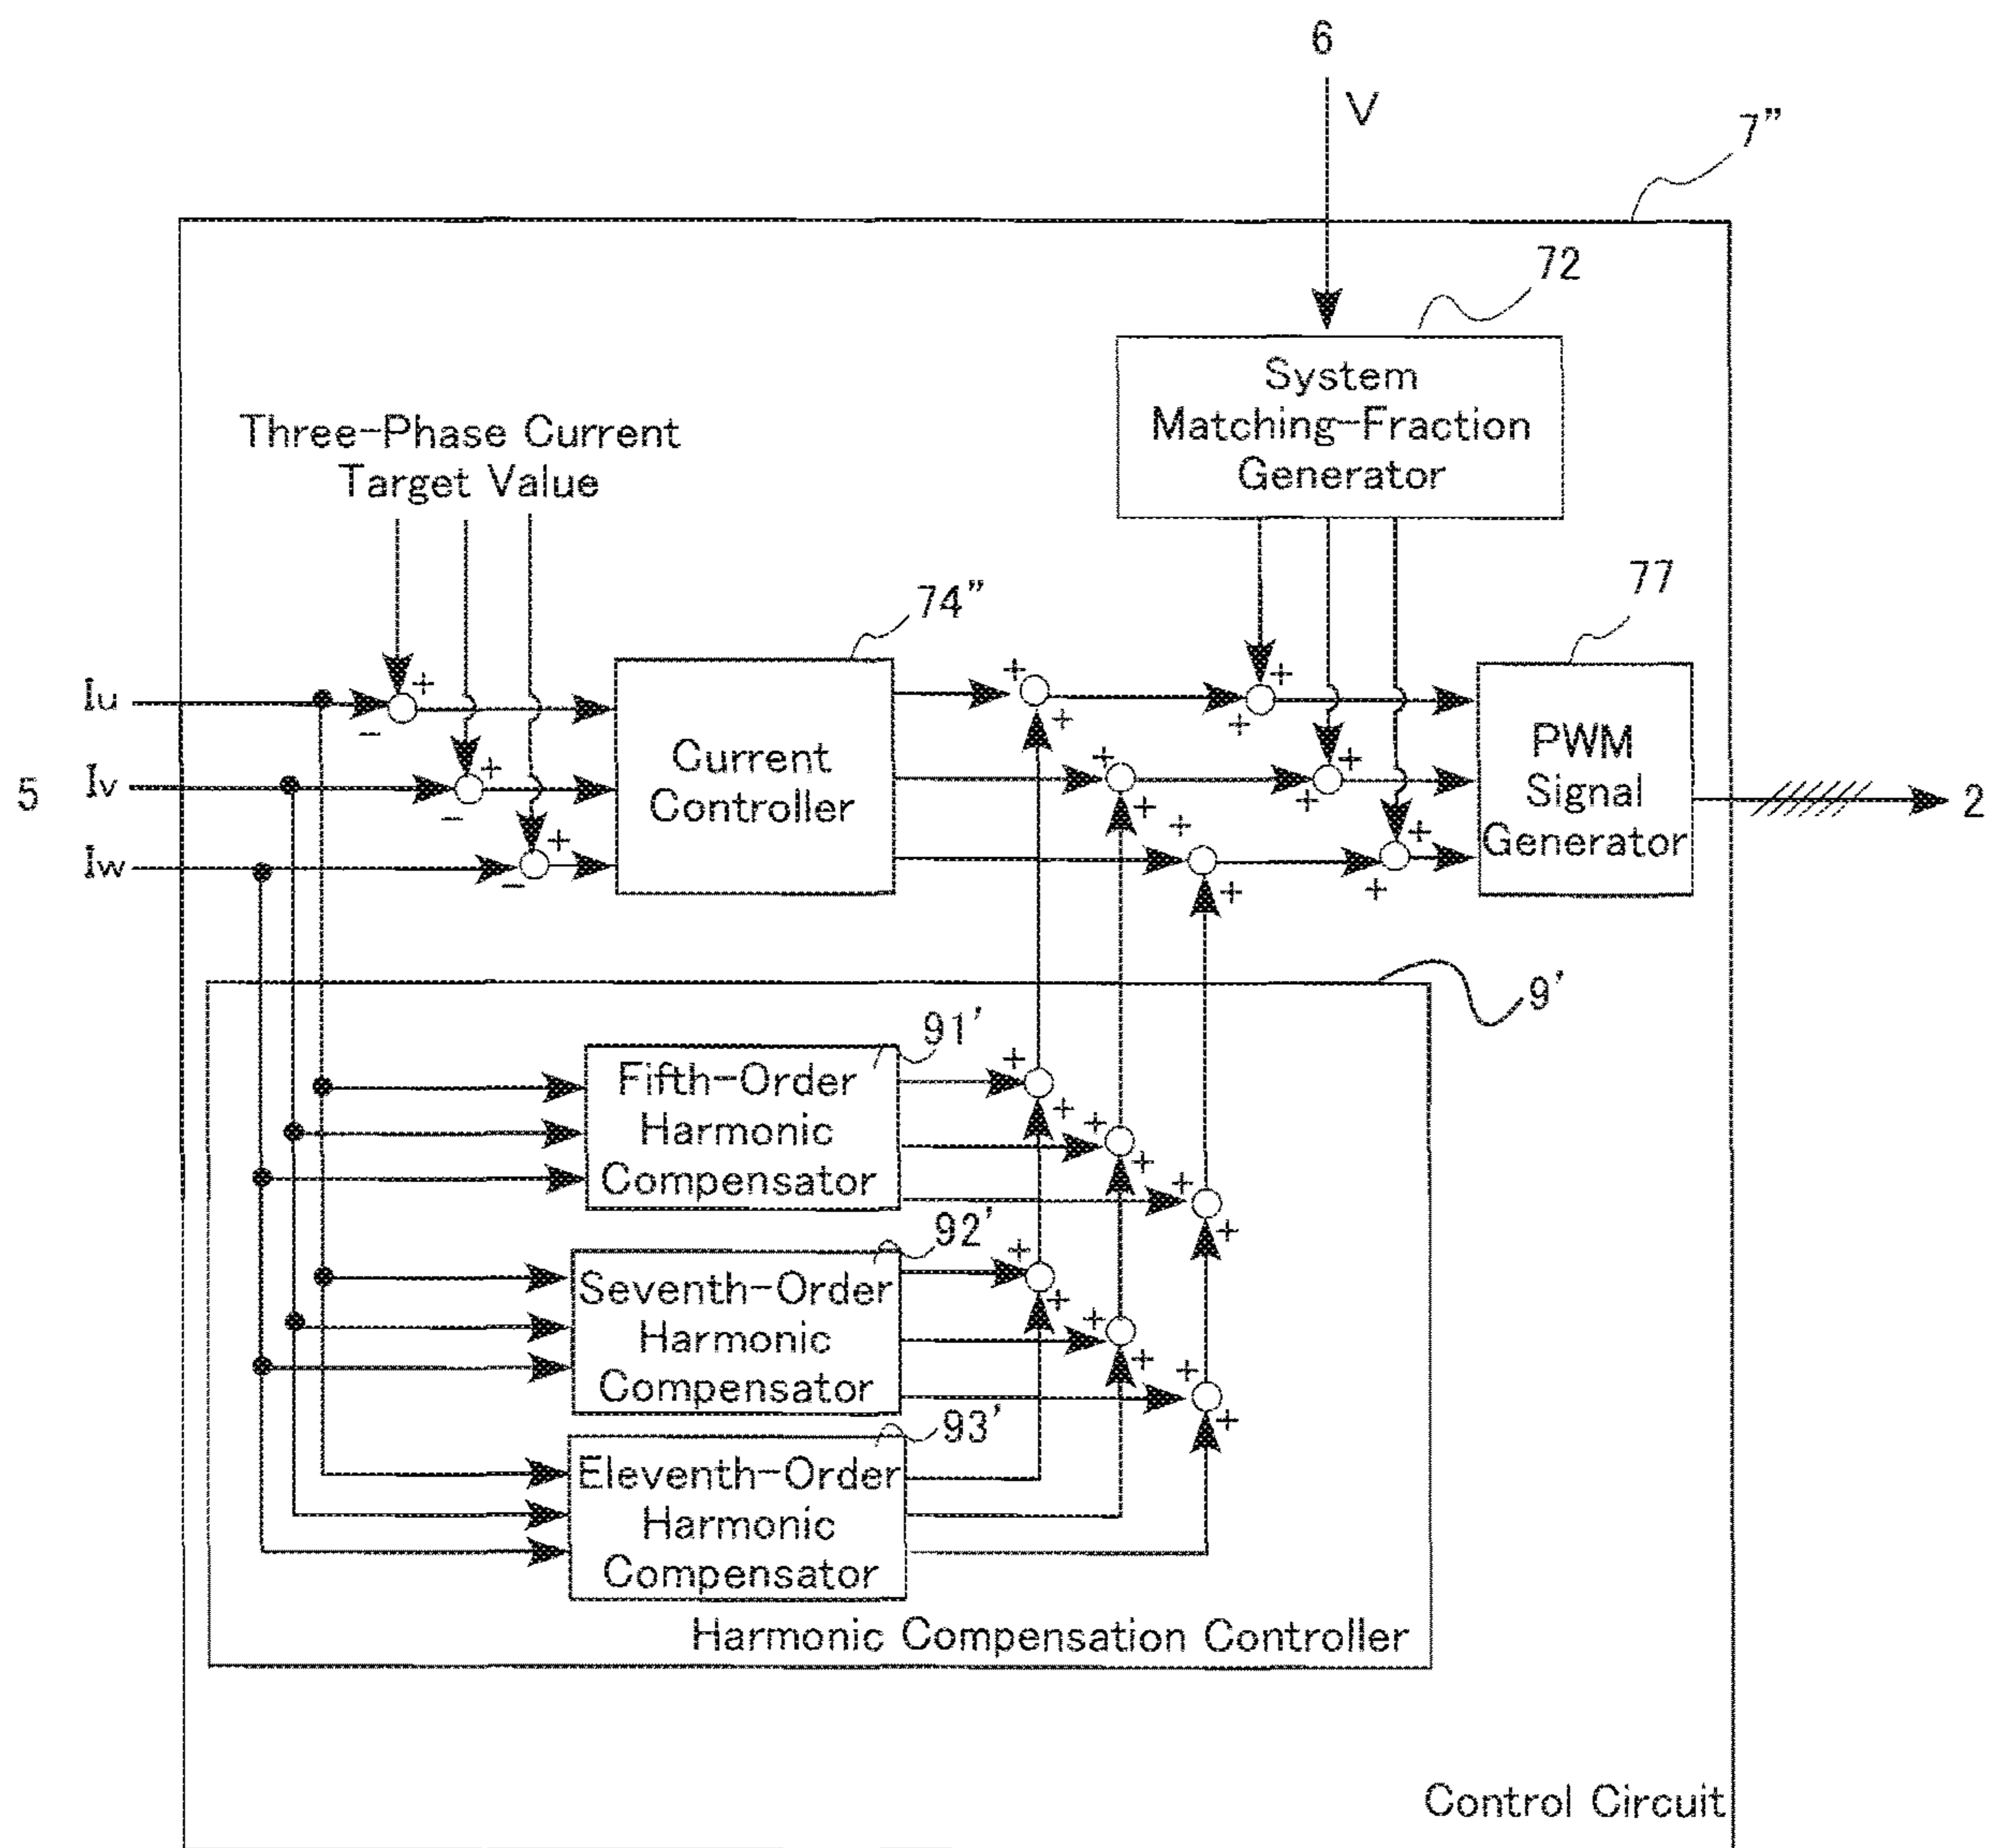 6
V
7”
72
System
Matching-Fraction
Generator
Three-Phase Current
Target Value
74”
77
Iu
+
−
+
+
+
+
5
Iv
+
−
Current
Controller
+
+
+
+
PWM
Signal
Generator
2
Iw
+
−
+
+
+
+
9'
91'
Fifth-Order
Harmonic
Compensator
+
+
+
+
+
+
92'
Seventh-Order
Harmonic
Compensator
+
+
+
+
+
+
93'
Eleventh-Order
Harmonic
Compensator
Harmonic Compensation Controller
Control Circuit